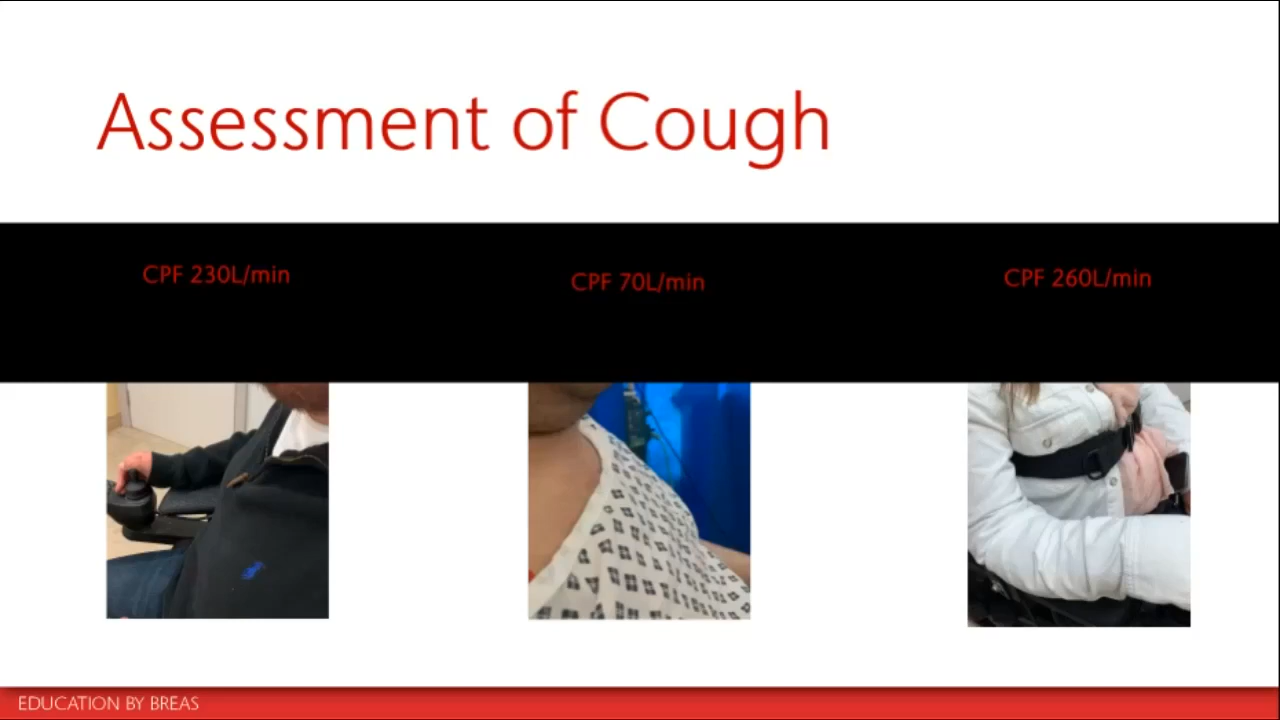 Assessment of Cough
CPF 230L/min
CPF 70L/min
CPF 260L/min
EDUCATION BY BREAS